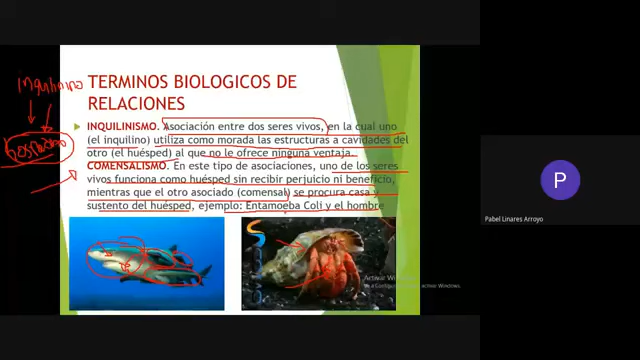 TERMINOS BIOLOGICOS DE
RELACIONES
INQUILINISMO. Asociación entre dos seres vivos, en la cual uno
(el inquilino) utiliza como morada las estructuras a cavidades del
otro (el huésped) al que no le ofrece ninguna ventaja.
COMENSALISMO. En este tipo de asociaciones, uno de los seres
vivos funciona como huésped sin recibir perjuicio ni beneficio,
mientras que el otro asociado (comensal) se procura casa y
sustento del huésped, ejemplo: Entamoeba Coli y el hombre
Inquilino
Activar Wi
P
Pabel Linares Arroyo